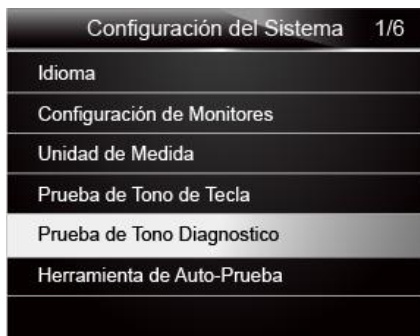 Configuración del Sistema 1/6
Idioma
Configuración de Monitores
Unidad de Medida
Prueba de Tono de Tecla
Prueba de Tono Diagnostico
Herramienta de Auto-Prueba